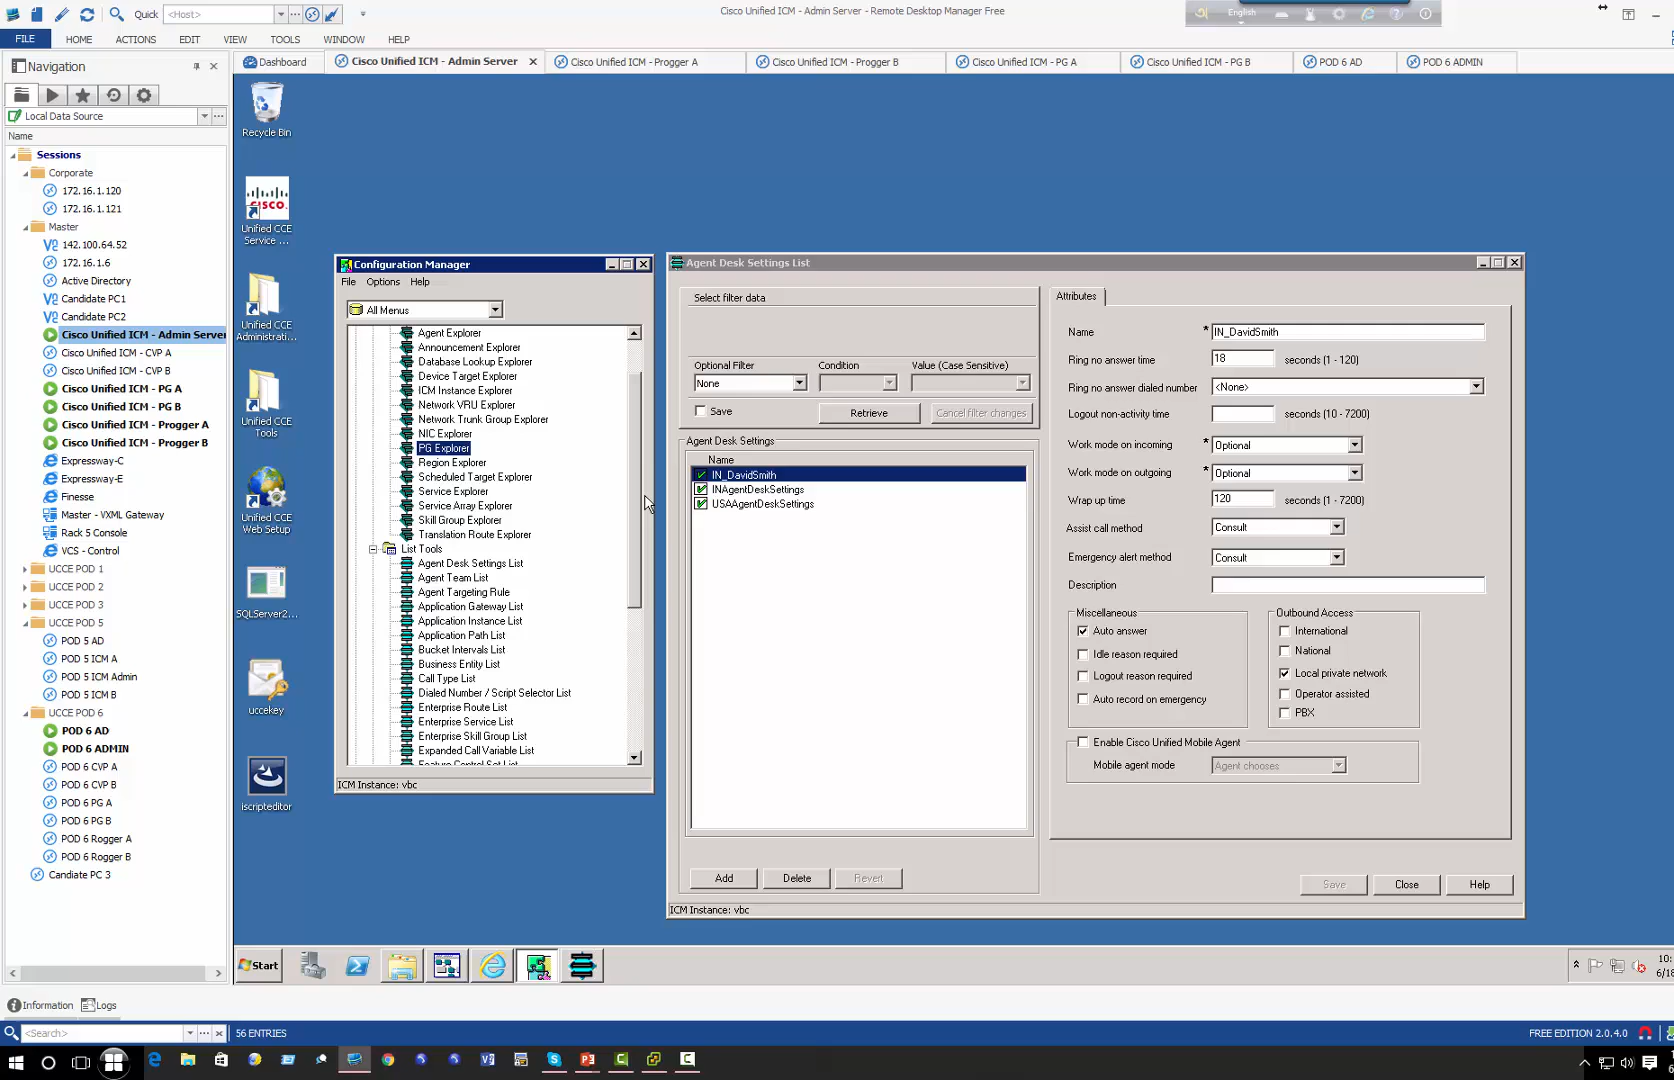 Quick
<Host>
Cisco Unified ICM - Admin Server - Remote Desktop Manager Free
English
FILE
HOME
ACTIONS
EDIT
VIEW
TOOLS
WINDOW
HELP
Navigation
Dashboard
Cisco Unified ICM - Admin Server
Cisco Unified ICM - Progger A
Cisco Unified ICM - Progger B
Cisco Unified ICM - PG A
Cisco Unified ICM - PG B
POD 6 AD
POD 6 ADMIN
Local Data Source
Name
Sessions
Corporate
172.16.1.120
172.16.1.121
Master
142.100.64.52
172.16.1.6
Active Directory
Candidate PC1
Candidate PC2
Cisco Unified ICM - Admin Server
Cisco Unified ICM - CVP A
Cisco Unified ICM - CVP B
Cisco Unified ICM - PG A
Cisco Unified ICM - PG B
Cisco Unified ICM - Progger A
Cisco Unified ICM - Progger B
Expressway-C
Expressway-E
Finesse
Master - VXML Gateway
Rack 5 Console
VCS - Control
UCCE POD 1
UCCE POD 2
UCCE POD 3
UCCE POD 5
POD 5 AD
POD 5 ICM A
POD 5 ICM Admin
POD 5 ICM B
UCCE POD 6
POD 6 AD
POD 6 ADMIN
POD 6 CVP A
POD 6 CVP B
POD 6 PG A
POD 6 PG B
POD 6 Rogger A
POD 6 Rogger B
Candiate PC 3
Recycle Bin
CISCO
Unified CCE
Service ...
Unified CCE
Administrati...
Unified CCE
Tools
Unified CCE
Web Setup
SQLServer2...
uccekey
iscripteditor
Configuration Manager
File
Options
Help
All Menus
Agent Explorer
Announcement Explorer
Database Lookup Explorer
Device Target Explorer
ICM Instance Explorer
Network VRU Explorer
Network Trunk Group Explorer
NIC Explorer
PG Explorer
Region Explorer
Scheduled Target Explorer
Service Explorer
Service Array Explorer
Skill Group Explorer
Translation Route Explorer
List Tools
Agent Desk Settings List
Agent Team List
Agent Targeting Rule
Application Gateway List
Application Instance List
Application Path List
Bucket Intervals List
Business Entity List
Call Type List
Dialed Number / Script Selector List
Enterprise Route List
Enterprise Service List
Enterprise Skill Group List
Expanded Call Variable List
Feature Control Set List
ICM Instance: vbc
Agent Desk Settings List
Select filter data
Optional Filter
Condition
Value (Case Sensitive)
None
Save
Retrieve
Cancel filter changes
Agent Desk Settings
Name
IN_DavidSmith
INAgentDeskSettings
USAAgentDeskSettings
Add
Delete
Revert
ICM Instance: vbc
Attributes
Name * IN_DavidSmith
Ring no answer time 18 seconds (1 - 120)
Ring no answer dialed number <None>
Logout non-activity time seconds (10 - 7200)
Work mode on incoming * Optional
Work mode on outgoing * Optional
Wrap up time 120 seconds (1 - 7200)
Assist call method Consult
Emergency alert method Consult
Description
Miscellaneous
Auto answer
Idle reason required
Logout reason required
Auto record on emergency
Outbound Access
International
National
Local private network
Operator assisted
PBX
Enable Cisco Unified Mobile Agent
Mobile agent mode Agent chooses
Save
Close
Help
Start
10:
6/18
Information
Logs
<Search>
56 ENTRIES
FREE EDITION 2.0.4.0